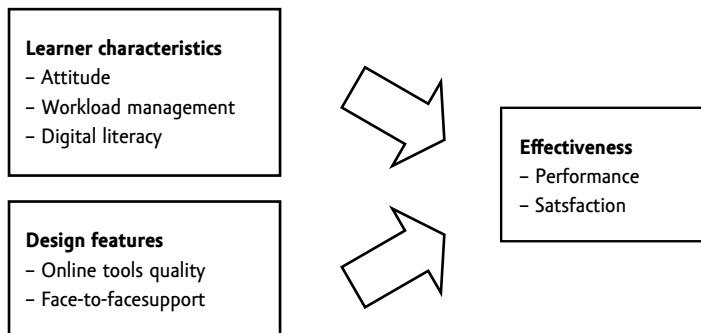 Learner characteristics
– Attitude
– Workload management
– Digital literacy
Design features
– Online tools quality
– Face-to-facesupport
Effectiveness
– Performance
– Satsfaction